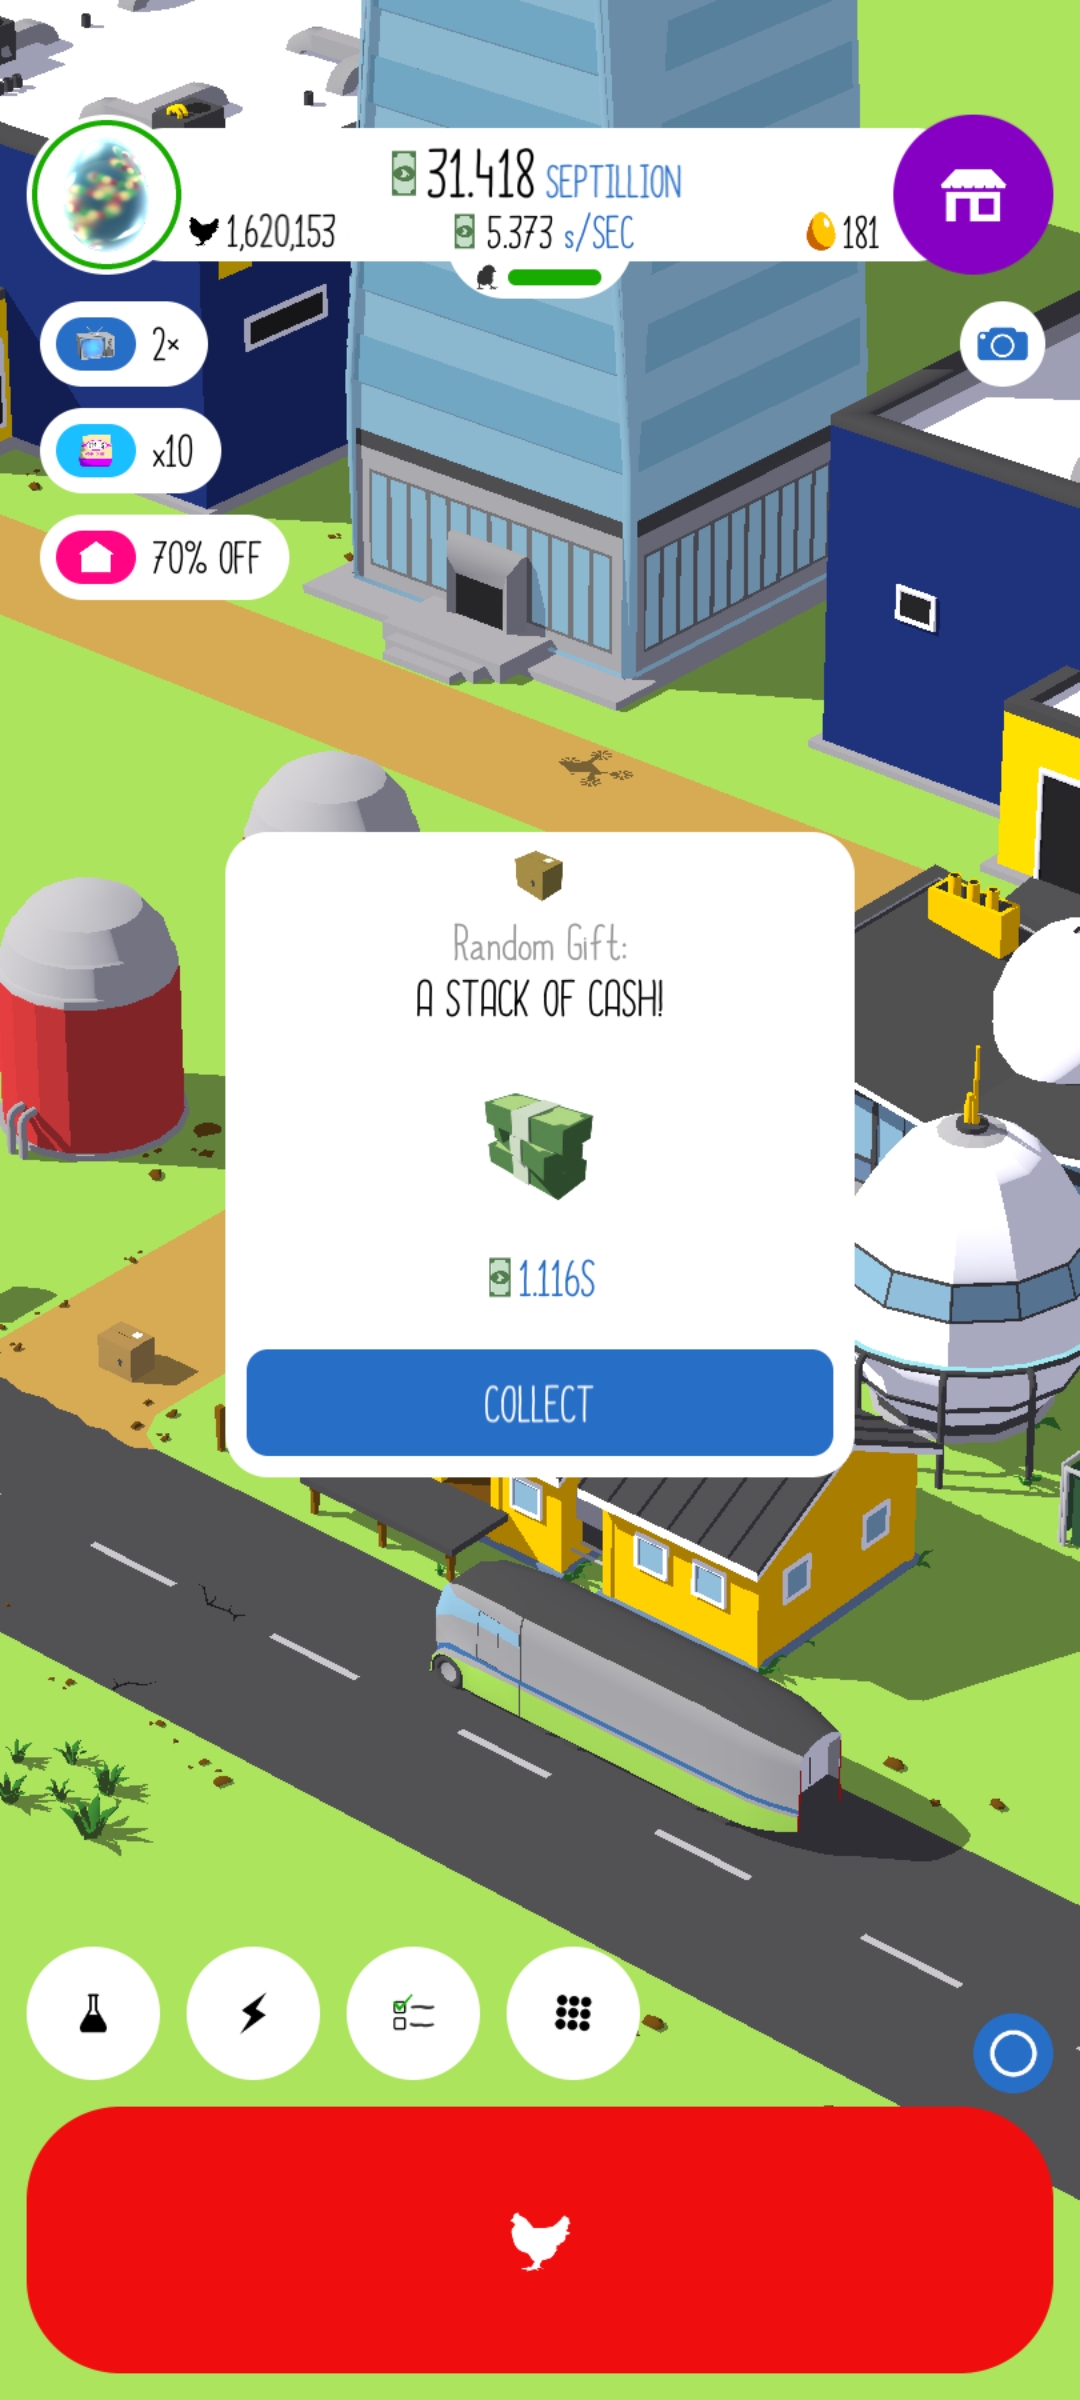 31.418 SEPTILLION
1,620,153
5.373 s/SEC
181
2×
x10
70% OFF
Random Gift:
A STACK OF CASH!
1.116S
COLLECT